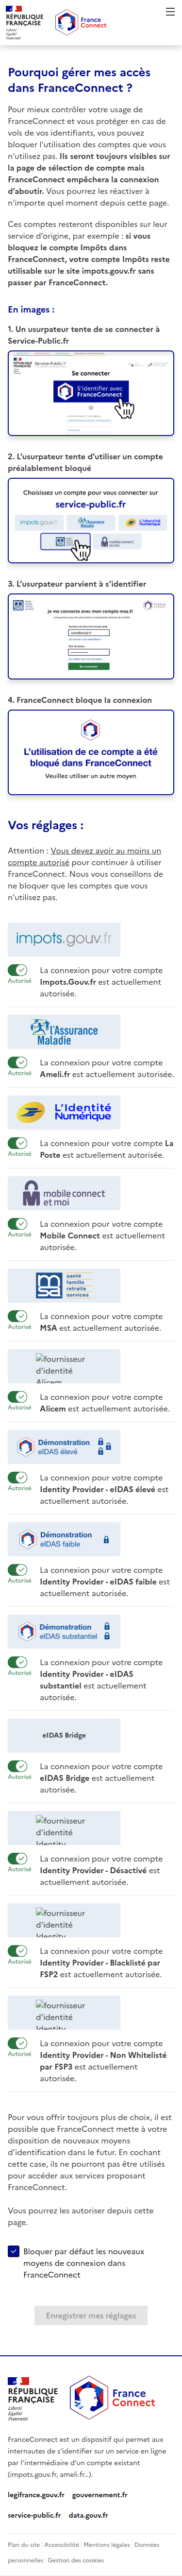 RÉPUBLIQUE
FRANÇAISE
Liberté
Égalité
Fraternité
France
Connect
Pourquoi gérer mes accès
dans FranceConnect ?
Pour mieux contrôler votre usage de
FranceConnect et vous protéger en cas de
vol de vos identifiants, vous pouvez
bloquer l’utilisation des comptes que vous
n’utilisez pas. Ils seront toujours visibles sur
la page de sélection de compte mais
FranceConnect empêchera la connexion
d’aboutir. Vous pourrez les réactiver à
n’importe quel moment depuis cette page.
Ces comptes resteront disponibles sur leur
service d’origine, par exemple : si vous
bloquez le compte Impôts dans
FranceConnect, votre compte Impôts reste
utilisable sur le site impots.gouv.fr sans
passer par FranceConnect.
En images :
1. Un usurpateur tente de se connecter à
Service-Public.fr
Se connecter
S’identifier avec
FranceConnect
2. L’usurpateur tente d’utiliser un compte
préalablement bloqué
Choisissez un compte pour vous connecter sur
service-public.fr
impots.gouv.fr
l’Assurance
Maladie
L’Identité
Numérique
mobile connect
et moi
3. L’usurpateur parvient à s’identifier
je me connecte avec mon compte msa.fr
Se connecter
4. FranceConnect bloque la connexion
L’utilisation de ce compte a été
bloquée dans FranceConnect
Veuillez utiliser un autre moyen
Vos réglages :
Attention : Vous devez avoir au moins un
compte autorisé pour continuer à utiliser
FranceConnect. Nous vous conseillons de
ne bloquer que les comptes que vous
n’utilisez pas.
impots.gouv.fr
Autorisé
La connexion pour votre compte
Impots.Gouv.fr est actuellement
autorisée.
l’Assurance
Maladie
Autorisé
La connexion pour votre compte
Ameli.fr est actuellement autorisée.
L’Identité
Numérique
Autorisé
La connexion pour votre compte La
Poste est actuellement autorisée.
mobile connect
et moi
Autorisé
La connexion pour votre compte
Mobile Connect est actuellement
autorisée.
msa
santé
famille
retraite
services
Autorisé
La connexion pour votre compte
MSA est actuellement autorisée.
fournisseur
d'identité
Alicem
Autorisé
La connexion pour votre compte
Alicem est actuellement autorisée.
Démonstration
eIDAS élevé
Autorisé
La connexion pour votre compte
Identity Provider - eIDAS élevé est
actuellement autorisée.
Démonstration
eIDAS faible
Autorisé
La connexion pour votre compte
Identity Provider - eIDAS faible est
actuellement autorisée.
Démonstration
eIDAS substantiel
Autorisé
La connexion pour votre compte
Identity Provider - eIDAS
substantiel est actuellement
autorisée.
eIDAS Bridge
Autorisé
La connexion pour votre compte
eIDAS Bridge est actuellement
autorisée.
fournisseur
d'identité
Identity
Autorisé
La connexion pour votre compte
Identity Provider - Désactivé est
actuellement autorisée.
fournisseur
d'identité
Identity
Autorisé
La connexion pour votre compte
Identity Provider - Blacklisté par
FSP2 est actuellement autorisée.
fournisseur
d'identité
Identity
Autorisé
La connexion pour votre compte
Identity Provider - Non Whitelisté
par FSP3 est actuellement
autorisée.
Pour vous offrir toujours plus de choix, il est
possible que FranceConnect mette à votre
disposition de nouveaux moyens
d’identification dans le futur. En cochant
cette case, ils ne pourront pas être utilisés
pour accéder aux services proposant
FranceConnect.
Vous pourrez les autoriser depuis cette
page.
Bloquer par défaut les nouveaux
moyens de connexion dans
FranceConnect
Enregistrer mes réglages
RÉPUBLIQUE
FRANÇAISE
Liberté
Égalité
Fraternité
France
Connect
FranceConnect est un dispositif qui permet aux
internautes de s’identifier sur un service en ligne
par l’intermédiaire d’un compte existant
(impots.gouv.fr, ameli.fr...).
legifrance.gouv.fr gouvernement.fr
service-public.fr data.gouv.fr
Plan du site Accessibilité Mentions légales Données
personnelles Gestion des cookies